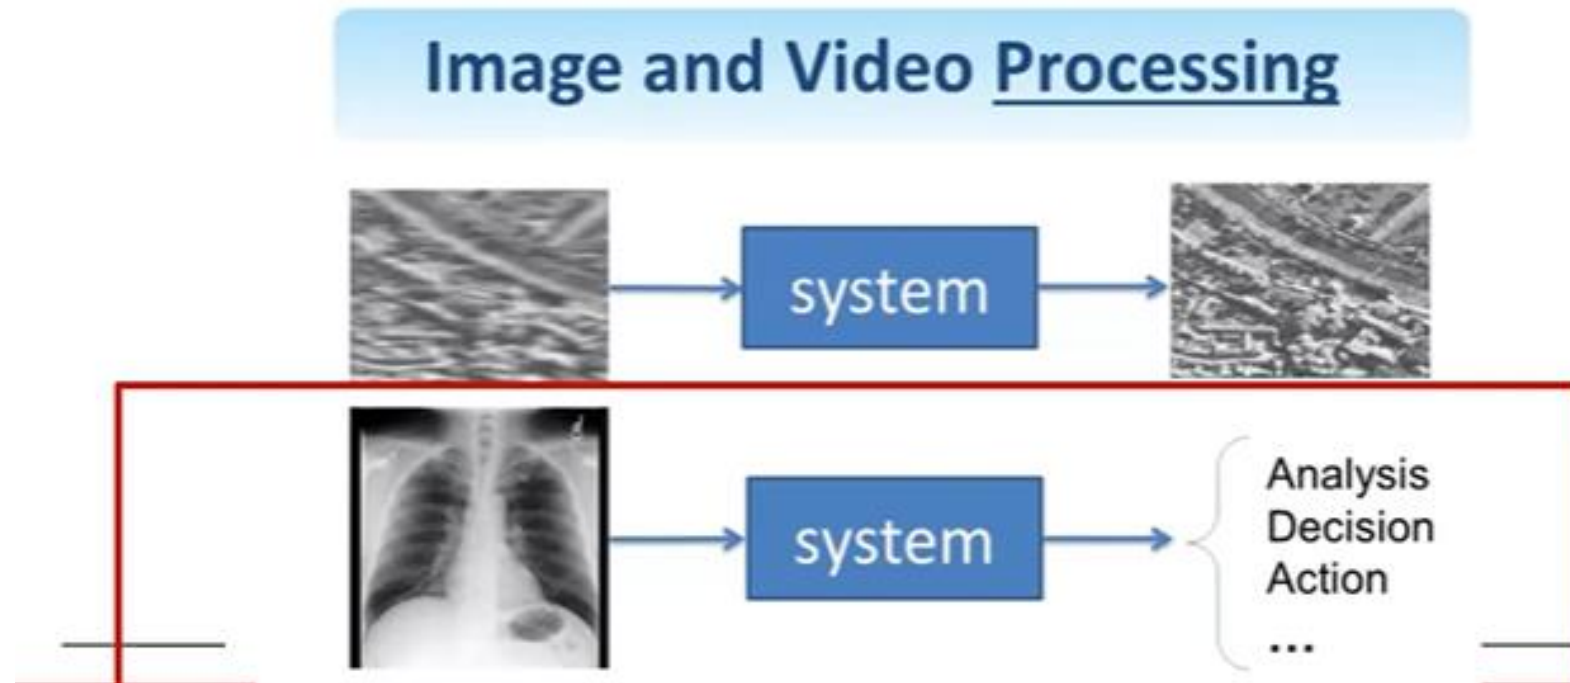 Image and Video Processing
system
system
Analysis
Decision
Action
...